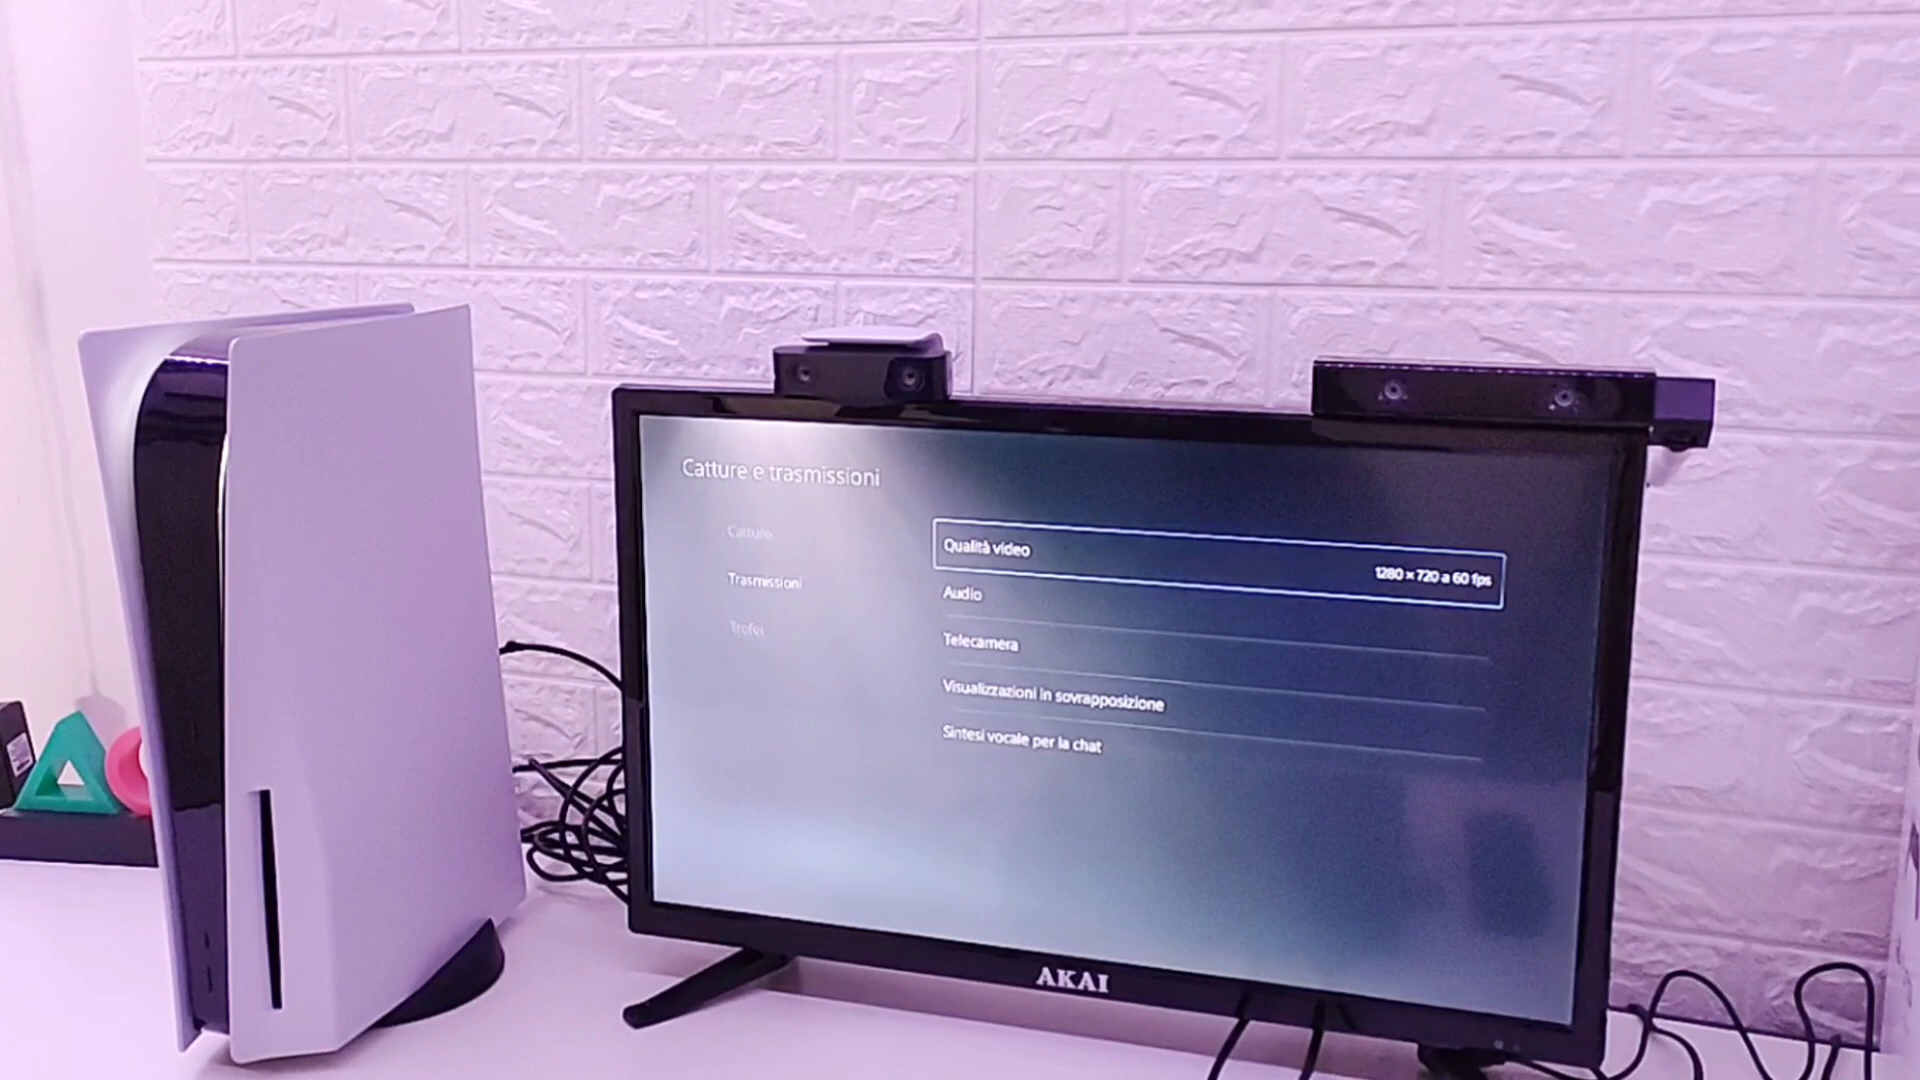 Catture e trasmissioni
Catture
Trasmissioni
Trofei
Qualità video
1280 × 720 a 60 fps
Audio
Telecamera
Visualizzazioni in sovrapposizione
Sintesi vocale per la chat
AKAI